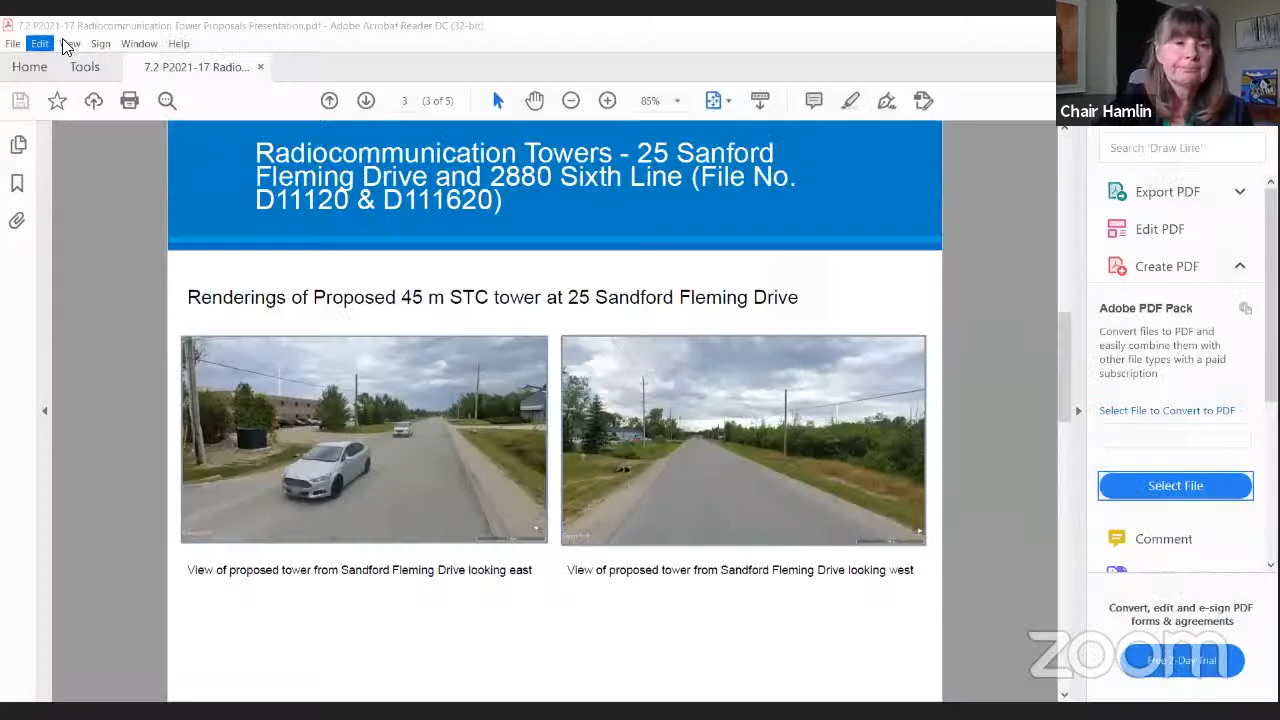 7.2 P2021-17 Radiocommunication Tower Proposals Presentation.pdf - Adobe Acrobat Reader DC (32-bit)
File Edit View Sign Window Help
Home Tools 7.2 P2021-17 Radio... ×
3 (3 of 5) 85%
Chair Hamlin
Radiocommunication Towers - 25 Sanford
Fleming Drive and 2880 Sixth Line (File No.
D11120 & D111620)
Renderings of Proposed 45 m STC tower at 25 Sandford Fleming Drive
View of proposed tower from Sandford Fleming Drive looking east
View of proposed tower from Sandford Fleming Drive looking west
Search 'Draw Line'
Export PDF
Edit PDF
Create PDF
Adobe PDF Pack
Convert files to PDF and
easily combine them with
other file types with a paid
subscription
Select File to Convert to PDF
Select File
Comment
Convert, edit and e-sign PDF
forms & agreements
Free 7-Day Trial
zoom